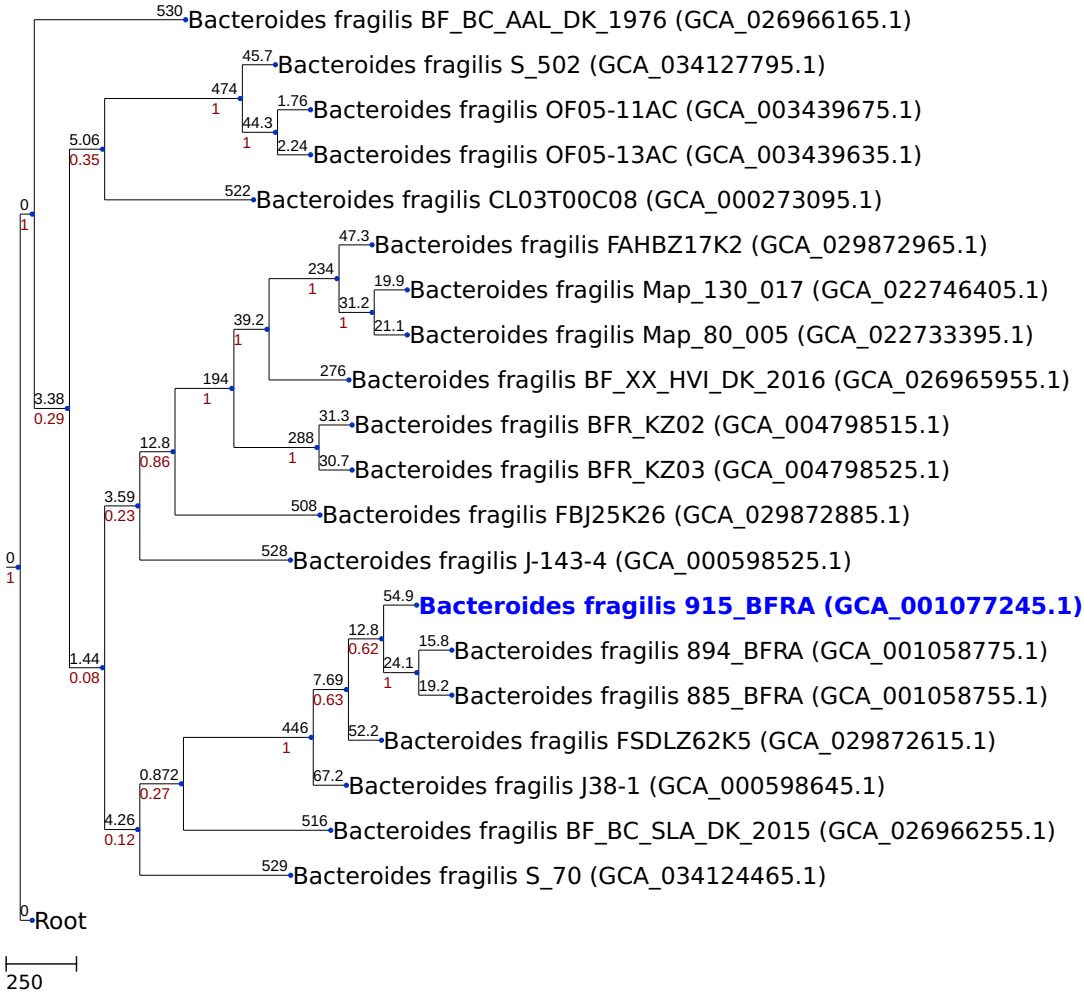 530
Bacteroides fragilis BF_BC_AAL_DK_1976 (GCA_026966165.1)
45.7
Bacteroides fragilis S_502 (GCA_034127795.1)
474
1
1.76
Bacteroides fragilis OF05-11AC (GCA_003439675.1)
44.3
1
2.24
Bacteroides fragilis OF05-13AC (GCA_003439635.1)
5.06
0.35
522
Bacteroides fragilis CL03T00C08 (GCA_000273095.1)
0
1
47.3
Bacteroides fragilis FAHBZ17K2 (GCA_029872965.1)
234
1
19.9
Bacteroides fragilis Map_130_017 (GCA_022746405.1)
31.2
1
21.1
Bacteroides fragilis Map_80_005 (GCA_022733395.1)
39.2
1
276
Bacteroides fragilis BF_XX_HVI_DK_2016 (GCA_026965955.1)
194
1
31.3
Bacteroides fragilis BFR_KZ02 (GCA_004798515.1)
288
1
30.7
Bacteroides fragilis BFR_KZ03 (GCA_004798525.1)
3.38
0.29
12.8
0.86
508
Bacteroides fragilis FBJ25K26 (GCA_029872885.1)
3.59
0.23
528
Bacteroides fragilis J-143-4 (GCA_000598525.1)
0
1
54.9
Bacteroides fragilis 915_BFRA (GCA_001077245.1)
12.8
0.62
15.8
Bacteroides fragilis 894_BFRA (GCA_001058775.1)
24.1
1
19.2
Bacteroides fragilis 885_BFRA (GCA_001058755.1)
1.44
0.08
7.69
0.63
52.2
Bacteroides fragilis FSDLZ62K5 (GCA_029872615.1)
446
1
67.2
Bacteroides fragilis J38-1 (GCA_000598645.1)
0.872
0.27
516
Bacteroides fragilis BF_BC_SLA_DK_2015 (GCA_026966255.1)
4.26
0.12
529
Bacteroides fragilis S_70 (GCA_034124465.1)
0
Root
250